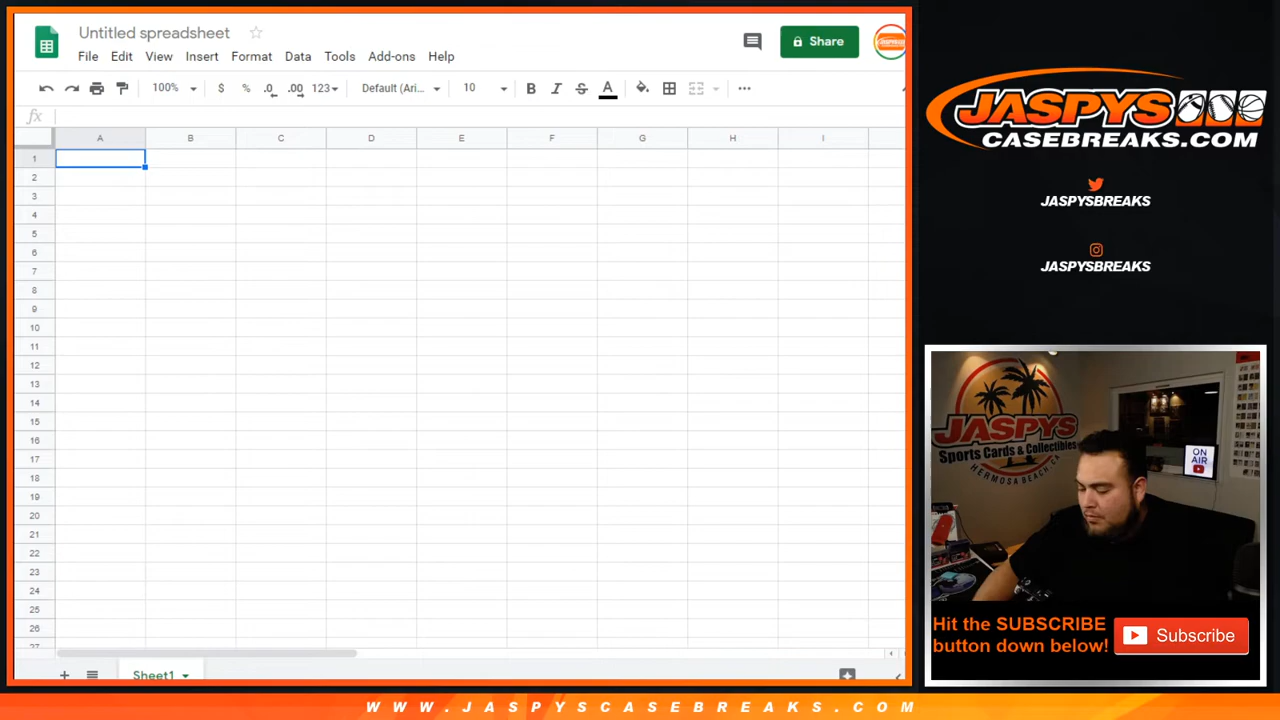 Untitled spreadsheet
File Edit View Insert Format Data Tools Add-ons Help
Share
100% $ % .0 .00 123 Default (Ari... 10 B I S A
fx
A B C D E F G H I
1
2
3
4
5
6
7
8
9
10
11
12
13
14
15
16
17
18
19
20
21
22
23
24
25
26
27
Sheet1
JASPYS
CASEBREAKS.COM
JASPYSBREAKS
JASPYSBREAKS
JASPYS
Sports Cards & Collectibles
HERMOSA BEACH, CA
ON
AIR
Hit the SUBSCRIBE
button down below!
Subscribe
WWW.JASPYSCASEBREAKS.COM